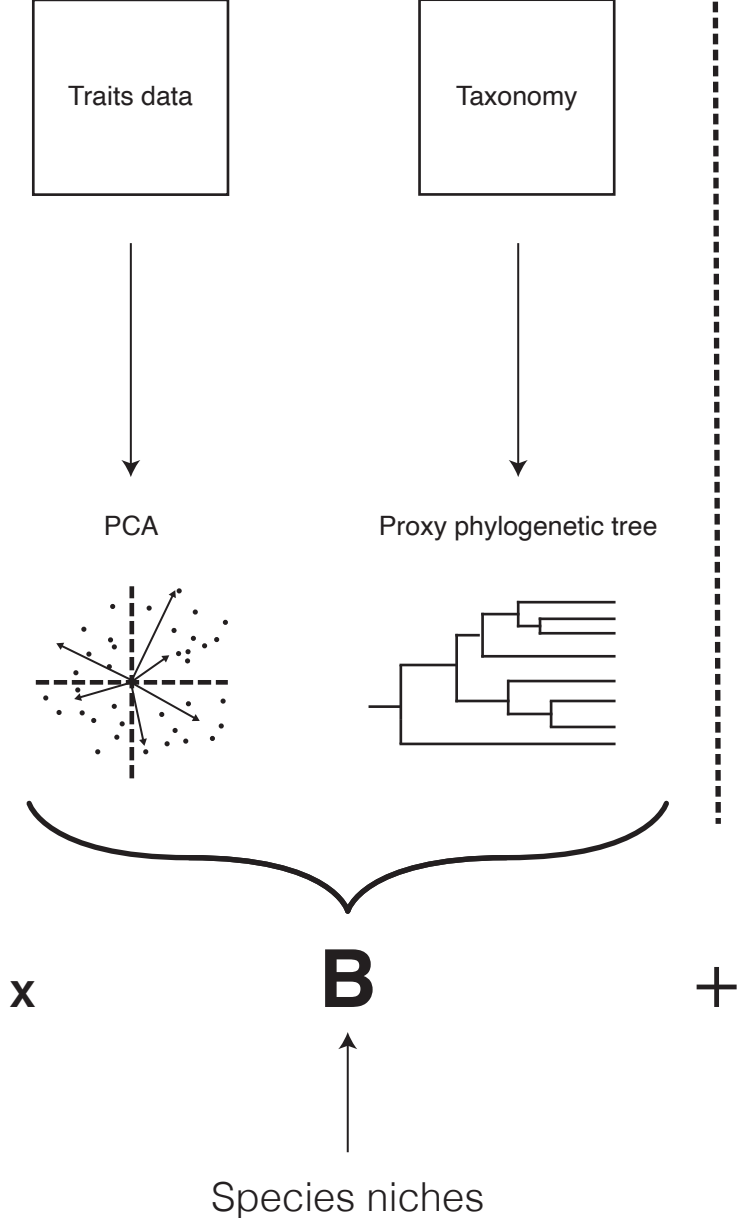 Traits data
Taxonomy
PCA
Proxy phylogenetic tree
x B +
Species niches